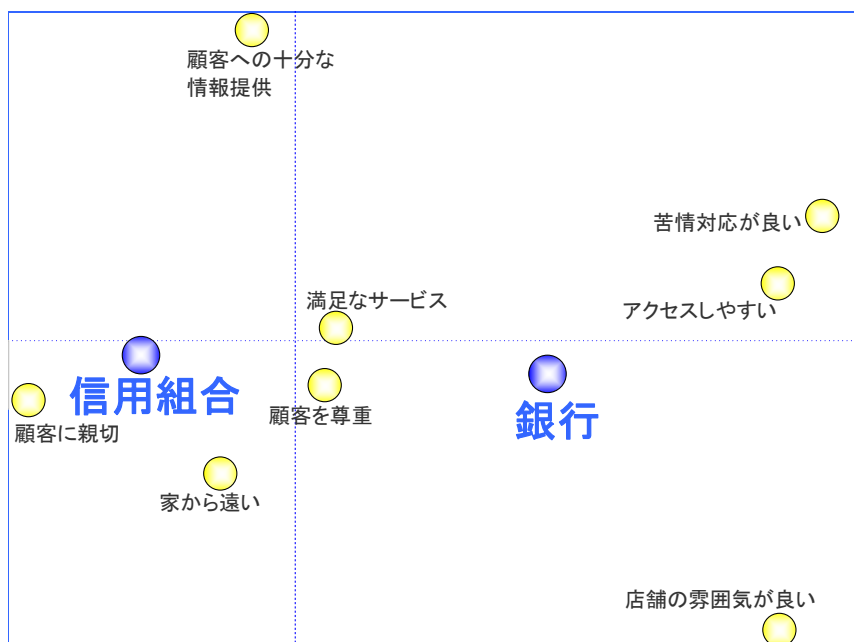 顧客への十分な
情報提供
苦情対応が良い
満足なサービス
アクセスしやすい
信用組合
顧客を尊重
銀行
顧客に親切
家から遠い
店舗の雰囲気が良い